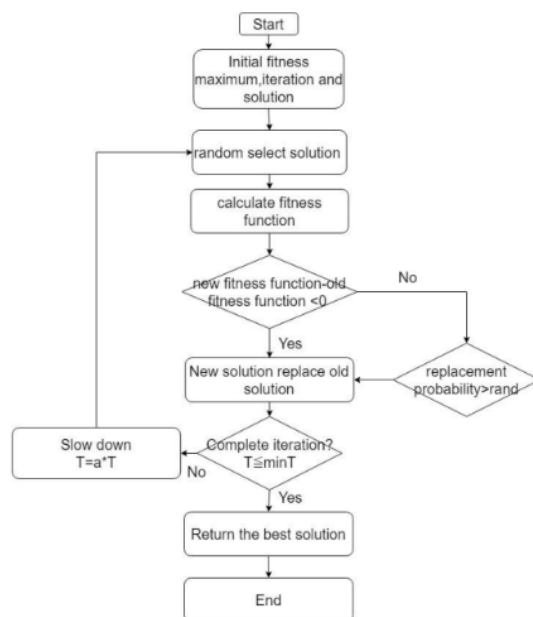 Start
Initial fitness
maximum,iteration and
solution
random select solution
calculate fitness
function
new fitness function-old
fitness function <0
No
Yes
New solution replace old
solution
replacement
probability>rand
Slow down
T=a*T
No
Complete iteration?
T≦minT
Yes
Return the best solution
End